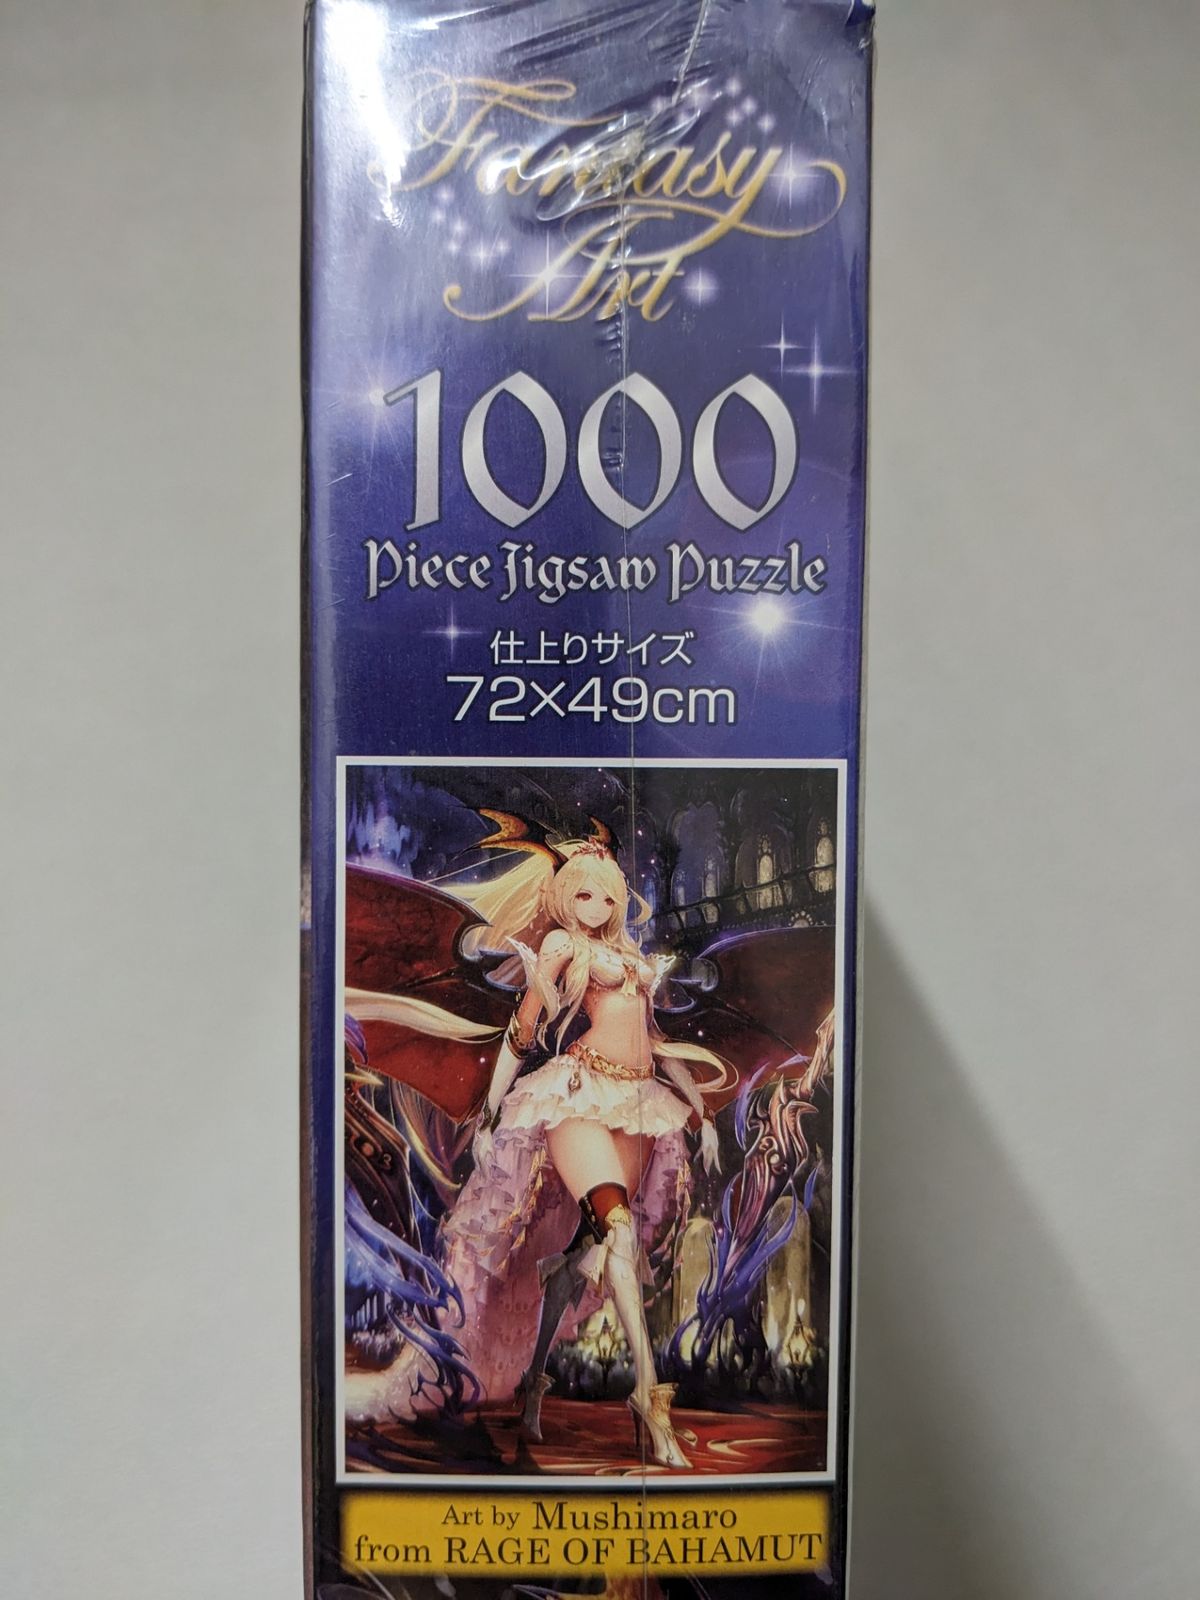 Fantasy
Art
1000
Piece Jigsaw Puzzle
仕上りサイズ
72×49cm
Art by Mushimaro
from RAGE OF BAHAMUT